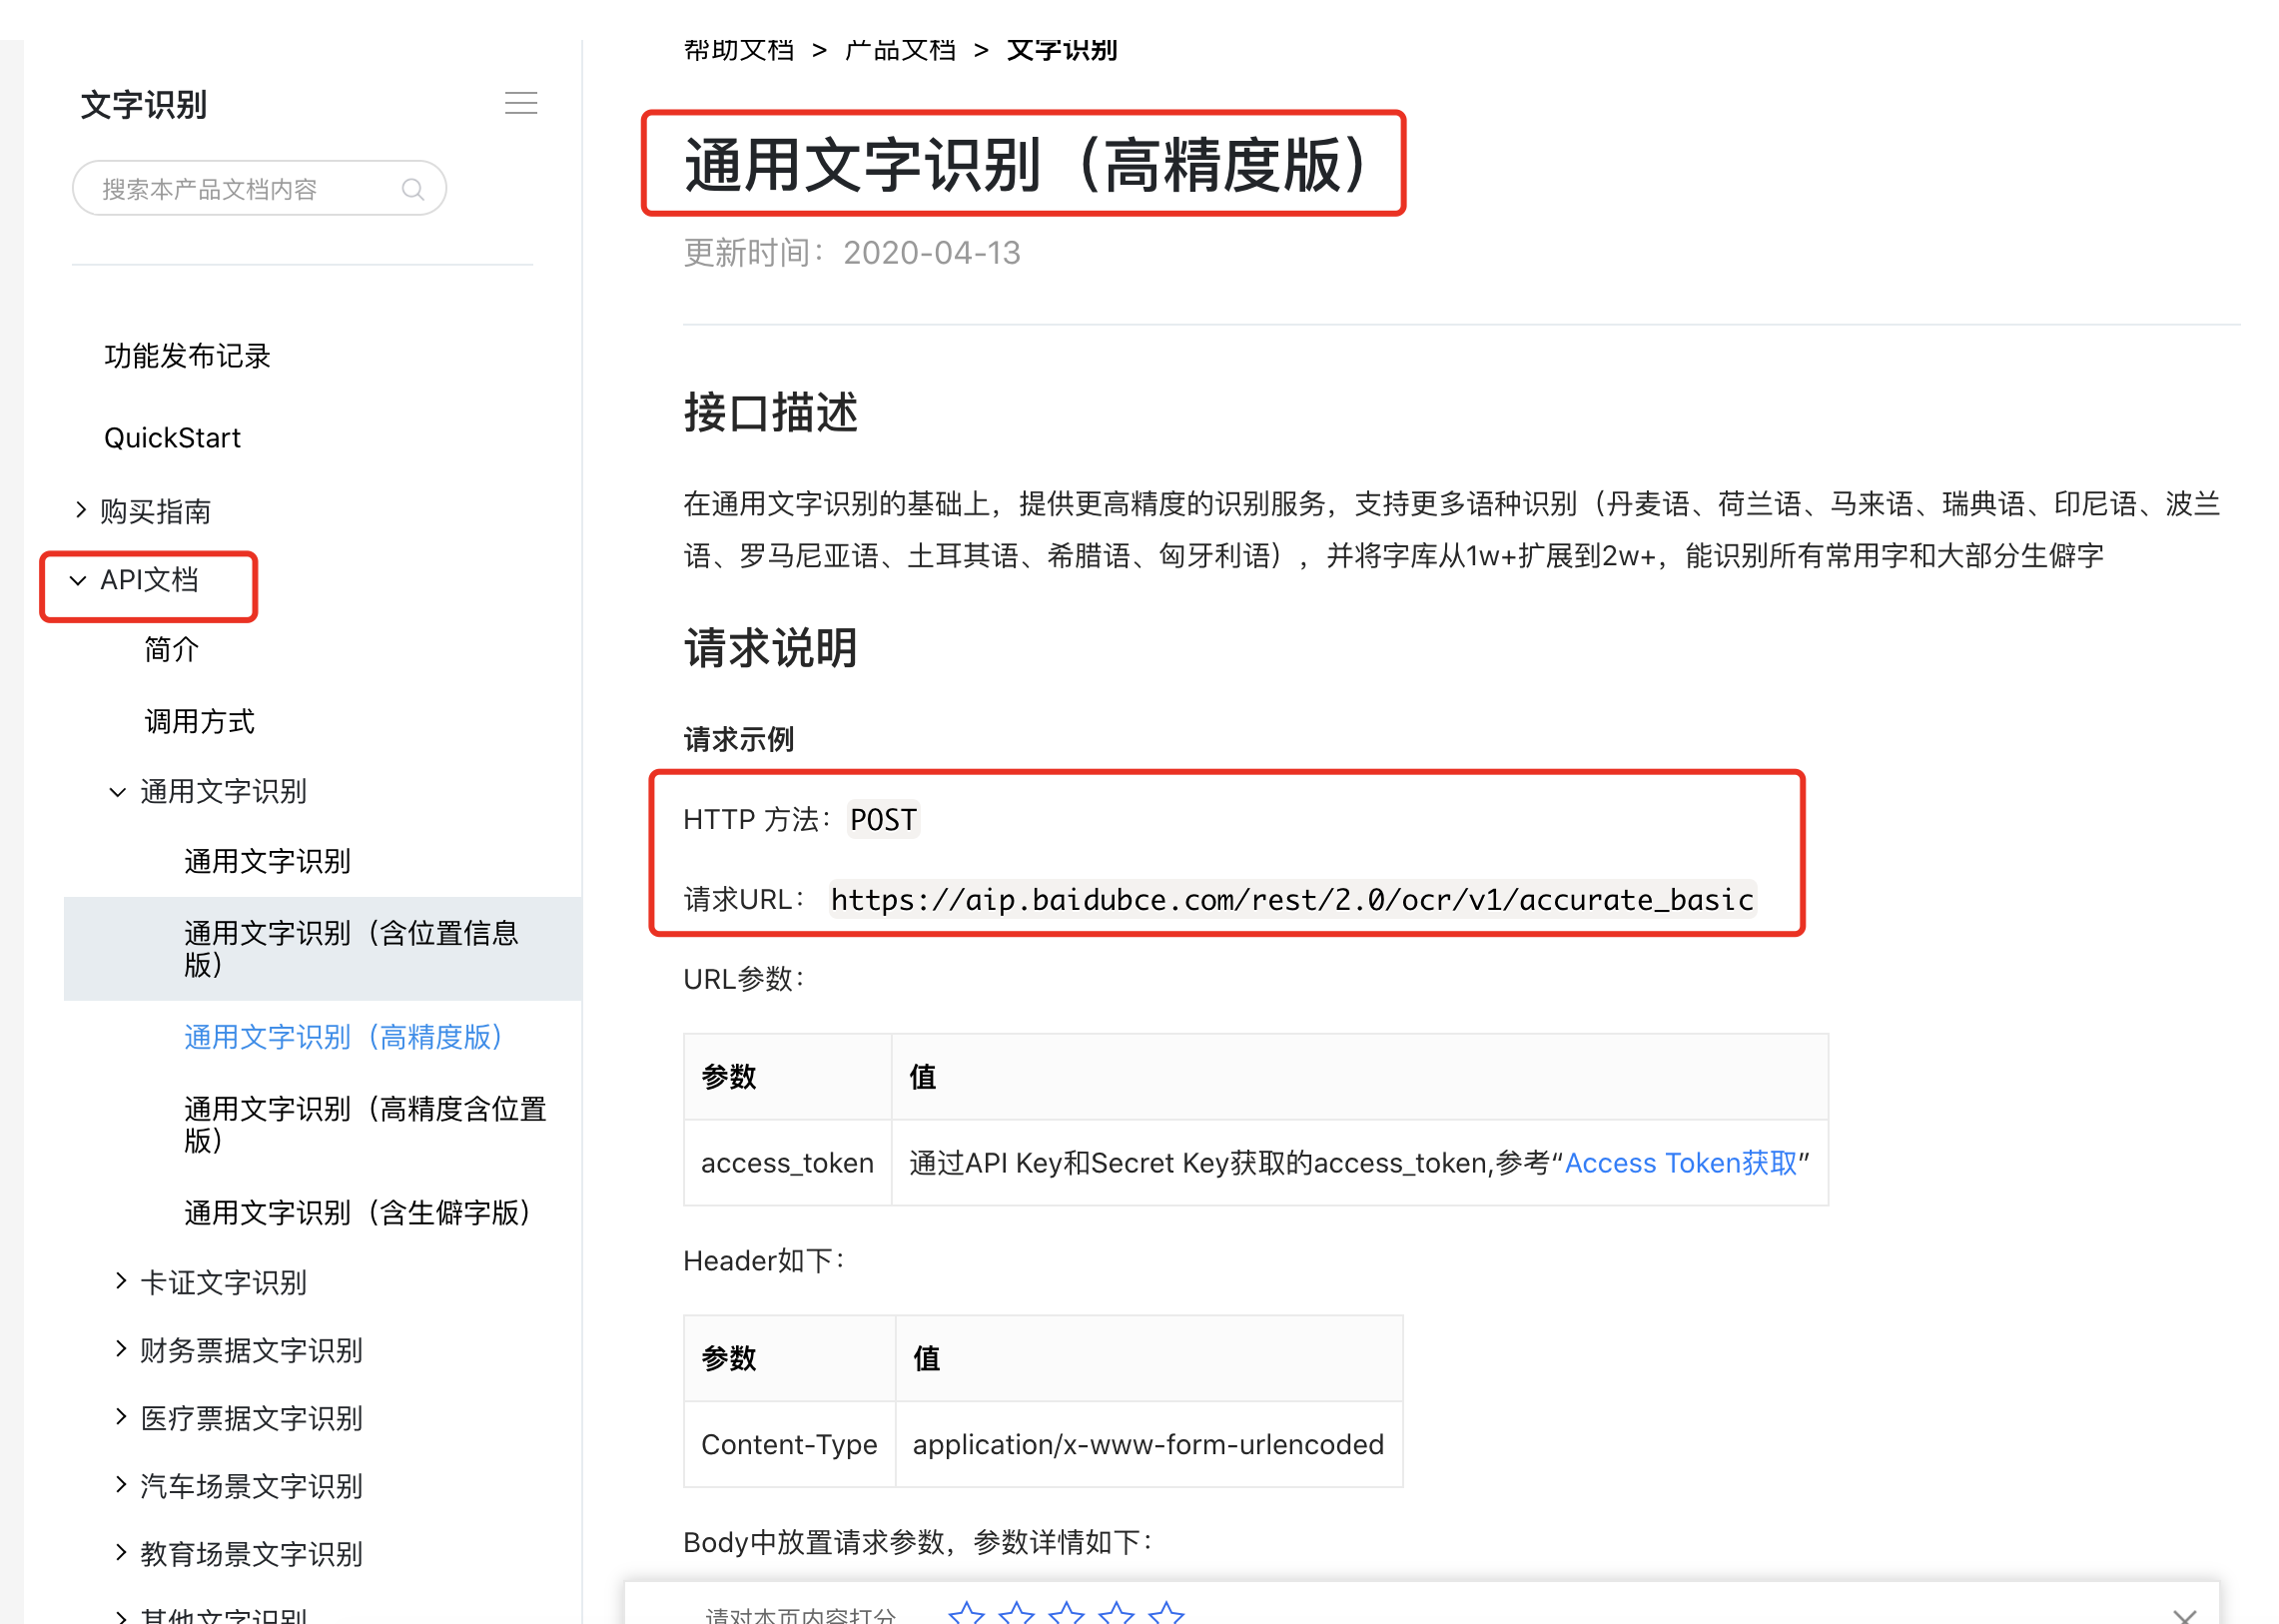 帮助文档 > 产品文档 > 文字识别
文字识别
搜索本产品文档内容
功能发布记录
QuickStart
购买指南
API文档
简介
调用方式
通用文字识别
通用文字识别
通用文字识别（含位置信息
版）
通用文字识别（高精度版）
通用文字识别（高精度含位置
版）
通用文字识别（含生僻字版）
卡证文字识别
财务票据文字识别
医疗票据文字识别
汽车场景文字识别
教育场景文字识别
其他文字识别
通用文字识别（高精度版）
更新时间：2020-04-13
接口描述
在通用文字识别的基础上，提供更高精度的识别服务，支持更多语种识别（丹麦语、荷兰语、马来语、瑞典语、印尼语、波兰
语、罗马尼亚语、土耳其语、希腊语、匈牙利语），并将字库从1w+扩展到2w+，能识别所有常用字和大部分生僻字
请求说明
请求示例
HTTP 方法：POST
请求URL：https://aip.baidubce.com/rest/2.0/ocr/v1/accurate_basic
URL参数：
参数 值
access_token 通过API Key和Secret Key获取的access_token,参考“Access Token获取”
Header如下：
参数 值
Content-Type application/x-www-form-urlencoded
Body中放置请求参数，参数详情如下：
请对本页内容打分